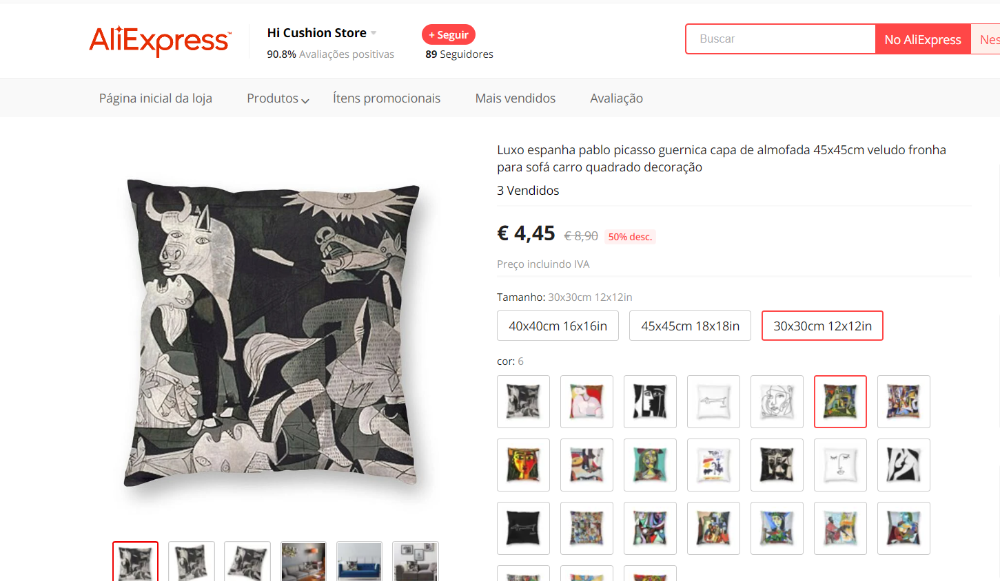 AliExpress™
Hi Cushion Store
90.8% Avaliações positivas
+ Seguir
89 Seguidores
Buscar
No AliExpress
Nes
Página inicial da loja
Produtos
Ítens promocionais
Mais vendidos
Avaliação
Luxo espanha pablo picasso guernica capa de almofada 45x45cm veludo fronha
para sofá carro quadrado decoração
3 Vendidos
€ 4,45 € 8,90 50% desc.
Preço incluindo IVA
Tamanho: 30x30cm 12x12in
40x40cm 16x16in
45x45cm 18x18in
30x30cm 12x12in
cor: 6